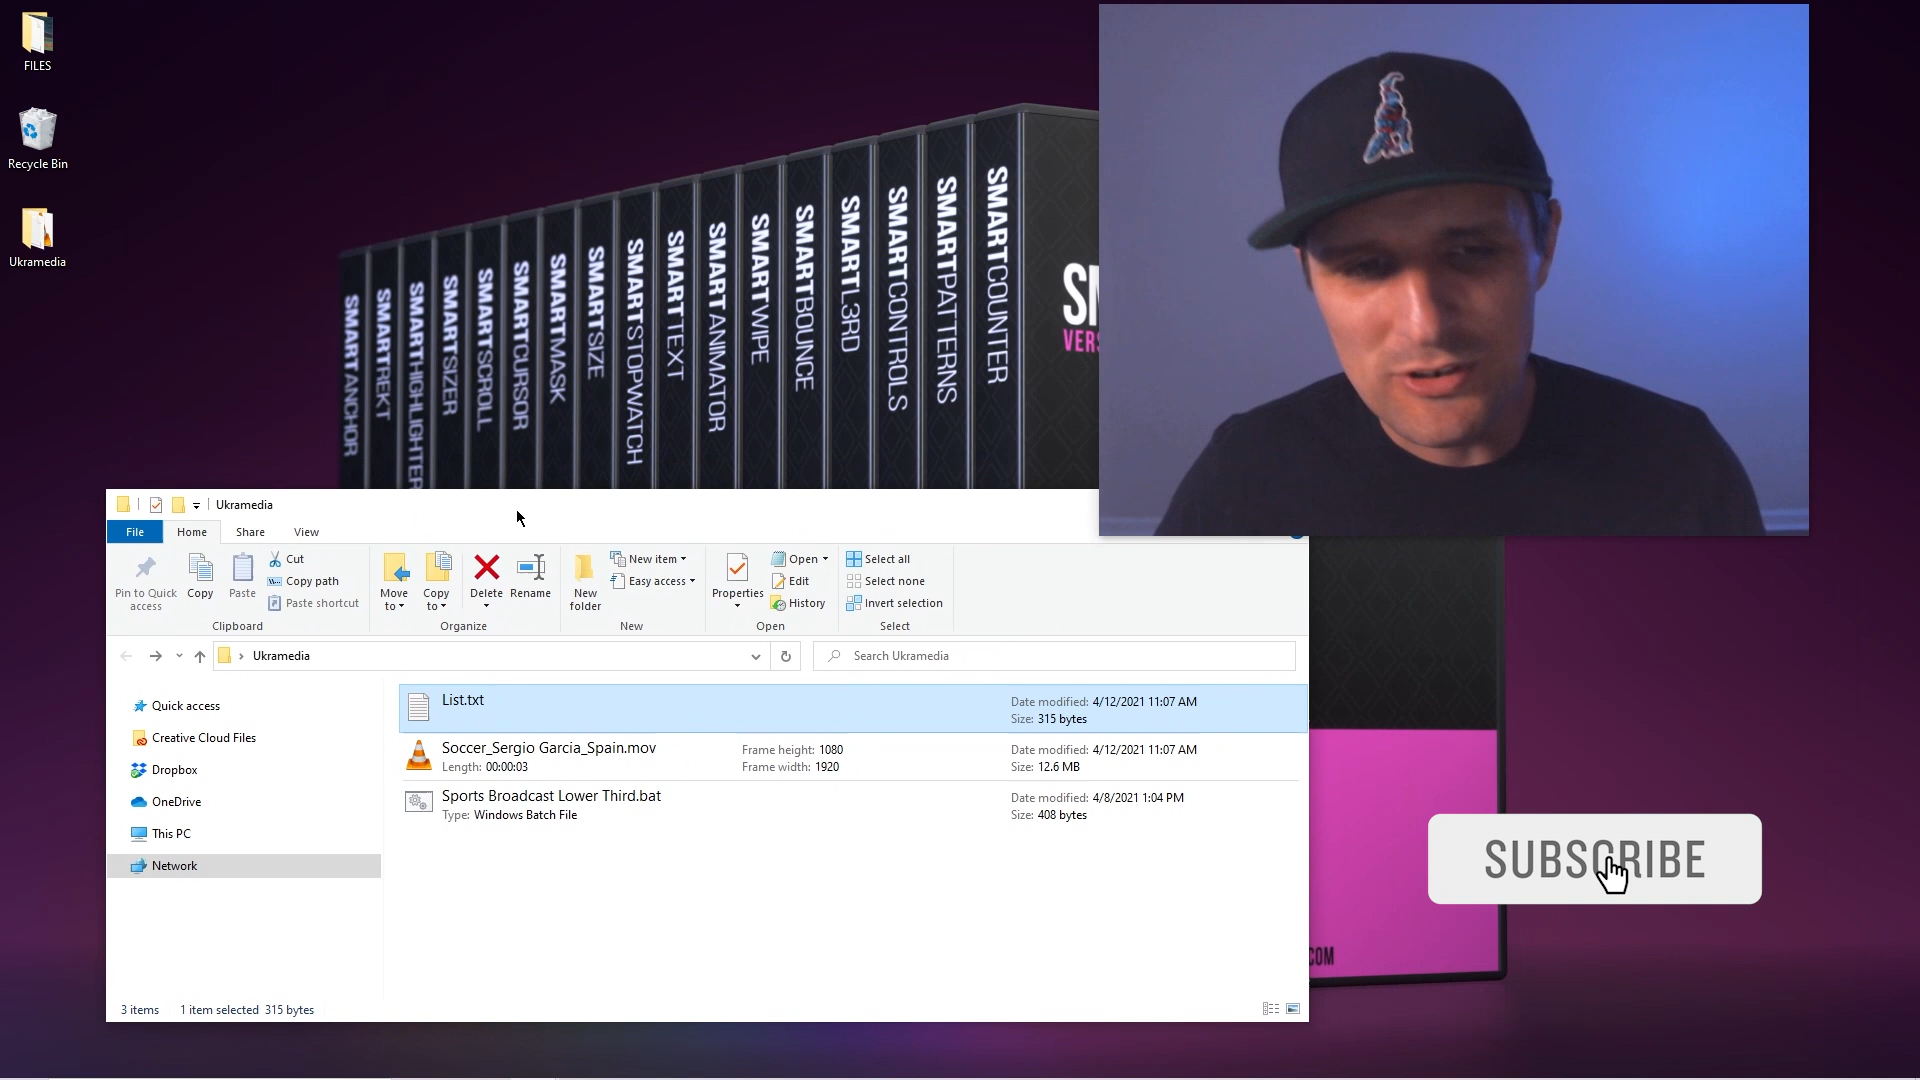 FILES
Recycle Bin
Ukramedia
SMARTANCHOR
SMARTREKT
SMARTHIGHLIGHTER
SMARTSIZER
SMARTSCROLL
SMARTCURSOR
SMARTMASK
SMARTSIZE
SMARTSTOPWATCH
SMARTTEXT
SMARTANIMATOR
SMARTWIPE
SMARTBOUNCE
SMARTL3RD
SMARTCONTROLS
SMARTPATTERNS
SMARTCOUNTER
VERS
Ukramedia
File Home Share View
Pin to Quick access
Copy
Paste
Cut
Copy path
Paste shortcut
Clipboard
Move to
Copy to
Delete
Rename
Organize
New folder
New item
Easy access
New
Properties
Open
Edit
History
Open
Select all
Select none
Invert selection
Select
Ukramedia
Search Ukramedia
Quick access
Creative Cloud Files
Dropbox
OneDrive
This PC
Network
List.txt
Date modified: 4/12/2021 11:07 AM
Size: 315 bytes
Soccer_Sergio Garcia_Spain.mov
Length: 00:00:03
Frame height: 1080
Frame width: 1920
Date modified: 4/12/2021 11:07 AM
Size: 12.6 MB
Sports Broadcast Lower Third.bat
Type: Windows Batch File
Date modified: 4/8/2021 1:04 PM
Size: 408 bytes
3 items 1 item selected 315 bytes
SUBSCRIBE
.COM